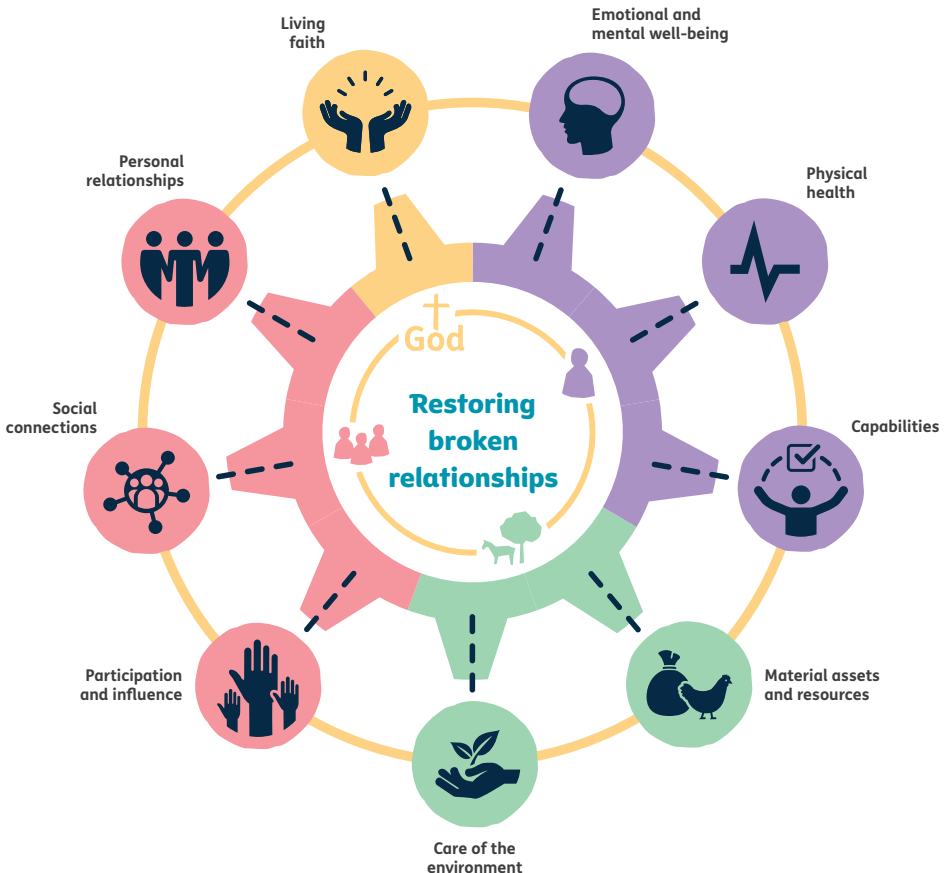 Living
faith
Emotional and
mental well-being
Personal
relationships
Physical
health
God
Restoring
broken
relationships
Social
connections
Capabilities
Participation
and influence
Material assets
and resources
Care of the
environment